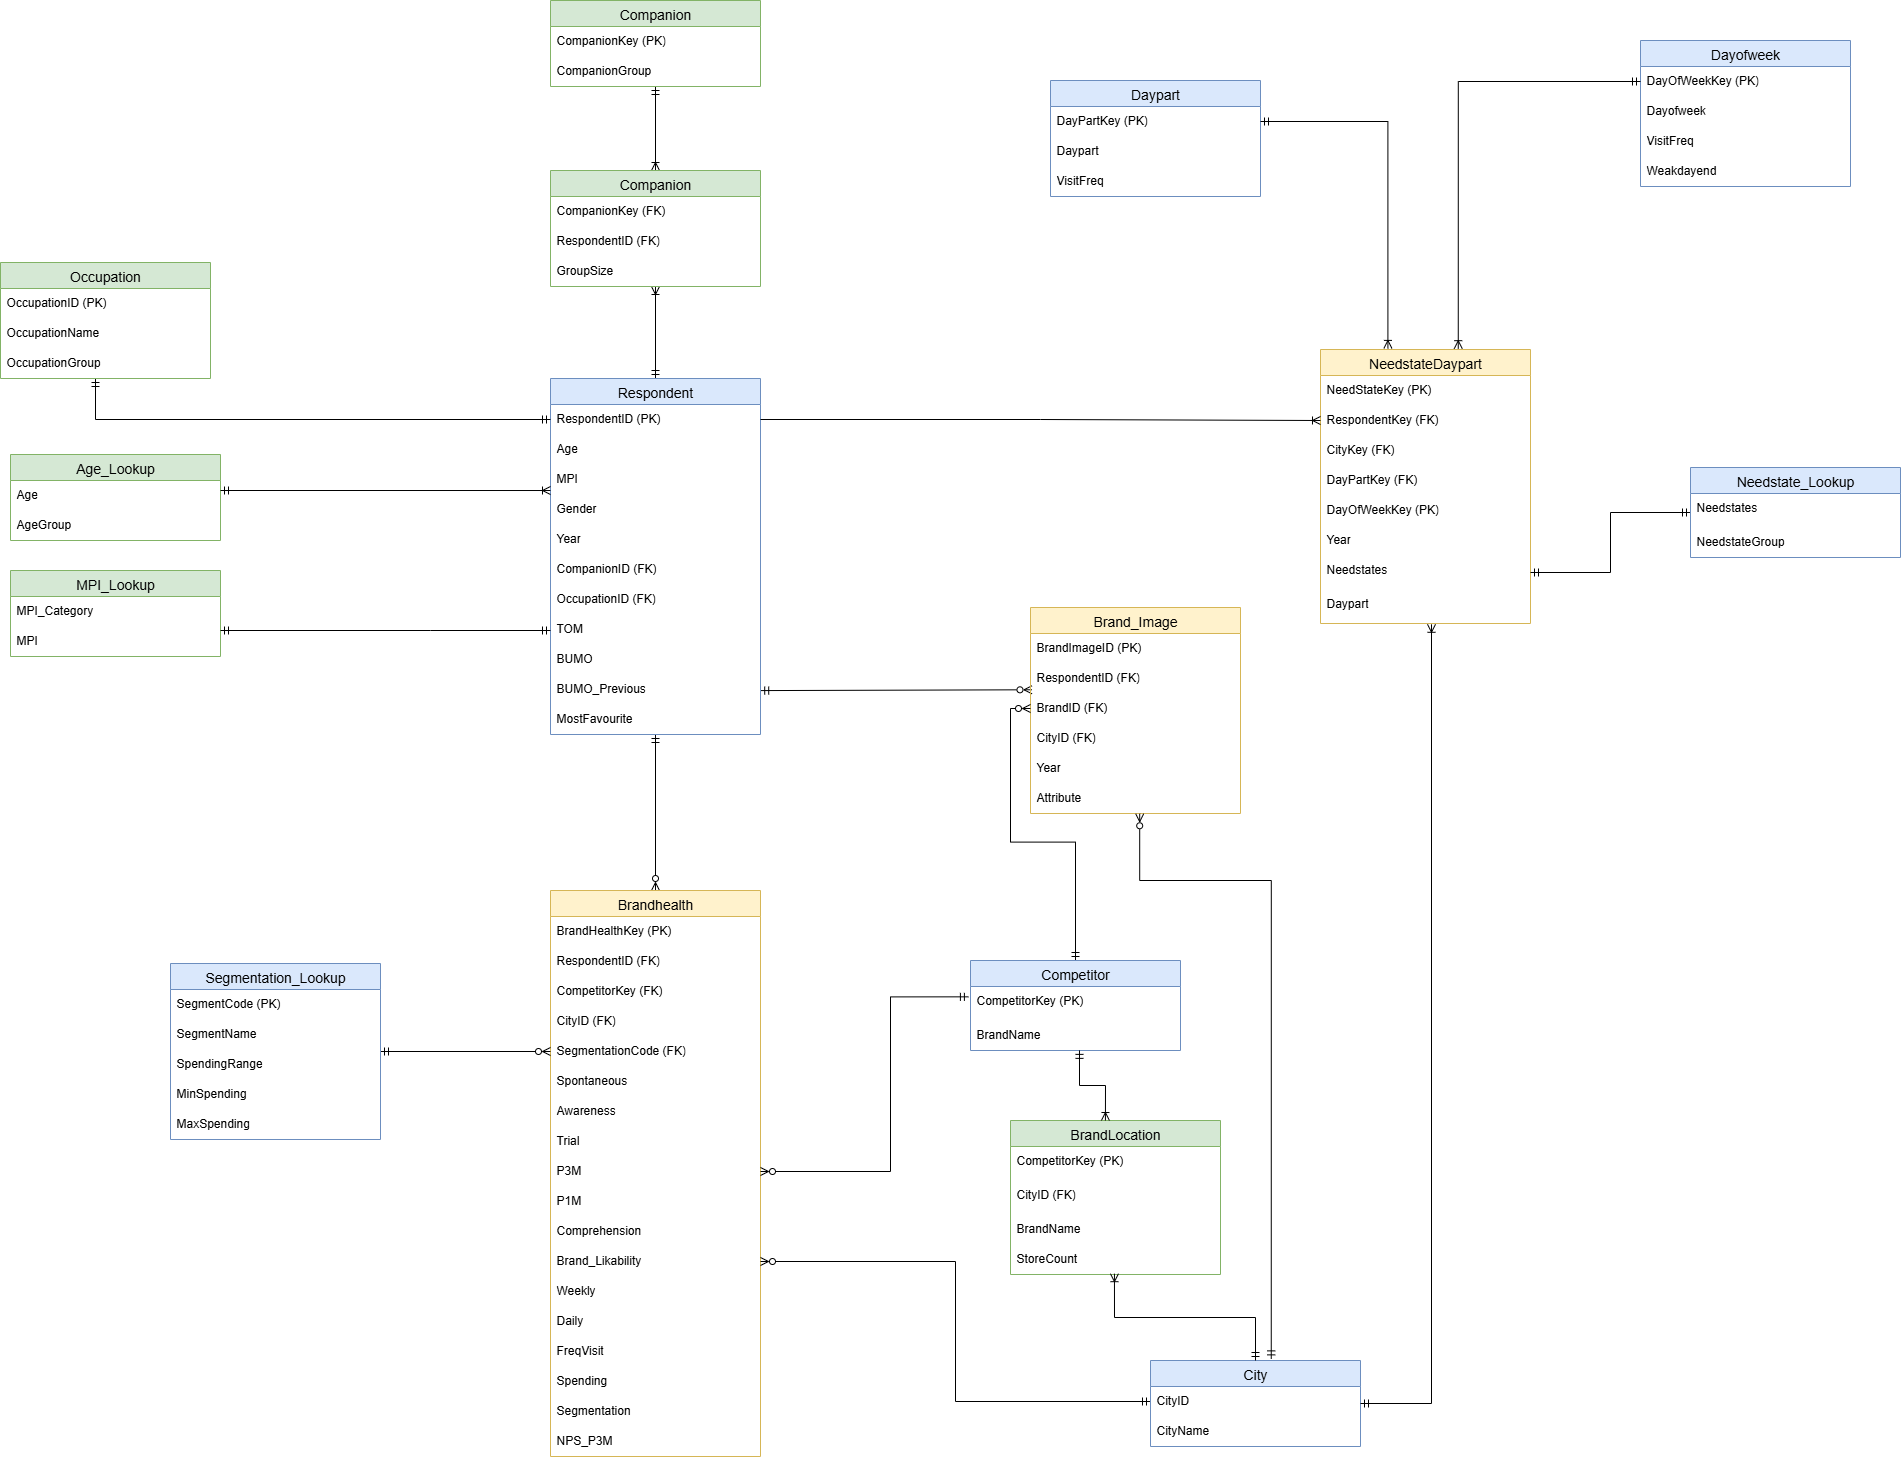 Companion
CompanionKey (PK)
CompanionGroup
Dayofweek
DayOfWeekKey (PK)
Dayofweek
VisitFreq
Weakdayend
Daypart
DayPartKey (PK)
Daypart
VisitFreq
Companion
CompanionKey (FK)
RespondentID (FK)
GroupSize
Occupation
OccupationID (PK)
OccupationName
OccupationGroup
Respondent
RespondentID (PK)
Age
MPI
Gender
Year
CompanionID (FK)
OccupationID (FK)
TOM
BUMO
BUMO_Previous
MostFavourite
NeedstateDaypart
NeedStateKey (PK)
RespondentKey (FK)
CityKey (FK)
DayPartKey (FK)
DayOfWeekKey (PK)
Year
Needstates
Daypart
Age_Lookup
Age
AgeGroup
Needstate_Lookup
Needstates
NeedstateGroup
MPI_Lookup
MPI_Category
MPI
Brand_Image
BrandImageID (PK)
RespondentID (FK)
BrandID (FK)
CityID (FK)
Year
Attribute
Brandhealth
BrandHealthKey (PK)
RespondentID (FK)
CompetitorKey (FK)
CityID (FK)
SegmentationCode (FK)
Spontaneous
Awareness
Trial
P3M
P1M
Comprehension
Brand_Likability
Weekly
Daily
FreqVisit
Spending
Segmentation
NPS_P3M
Segmentation_Lookup
SegmentCode (PK)
SegmentName
SpendingRange
MinSpending
MaxSpending
Competitor
CompetitorKey (PK)
BrandName
BrandLocation
CompetitorKey (PK)
CityID (FK)
BrandName
StoreCount
City
CityID
CityName